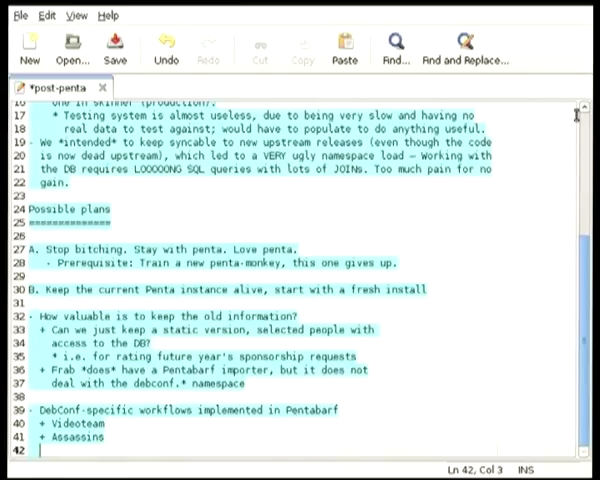 File Edit View Help
New Open... Save Undo Redo Cut Copy Paste Find... Find and Replace...
*post-penta
16 one in skinner (production).
17 * Testing system is almost useless, due to being very slow and having no
18 real data to test against; would have to populate to do anything useful.
19 - We *intended* to keep syncable to new upstream releases (even though the code
20 is now dead upstream), which led to a VERY ugly namespace load – Working with
21 the DB requires LOOOOONG SQL queries with lots of JOINs. Too much pain for no
22 gain.
23
24 Possible plans
25 ==============
26
27 A. Stop bitching. Stay with penta. Love penta.
28 - Prerequisite: Train a new penta-monkey, this one gives up.
29
30 B. Keep the current Penta instance alive, start with a fresh install
31
32 - How valuable is to keep the old information?
33 + Can we just keep a static version, selected people with
34 access to the DB?
35 * i.e. for rating future year's sponsorship requests
36 + Frab *does* have a Pentabarf importer, but it does not
37 deal with the debconf.* namespace
38
39 - DebConf-specific workflows implemented in Pentabarf
40 + Videoteam
41 + Assassins
42
Ln 42, Col 3 INS